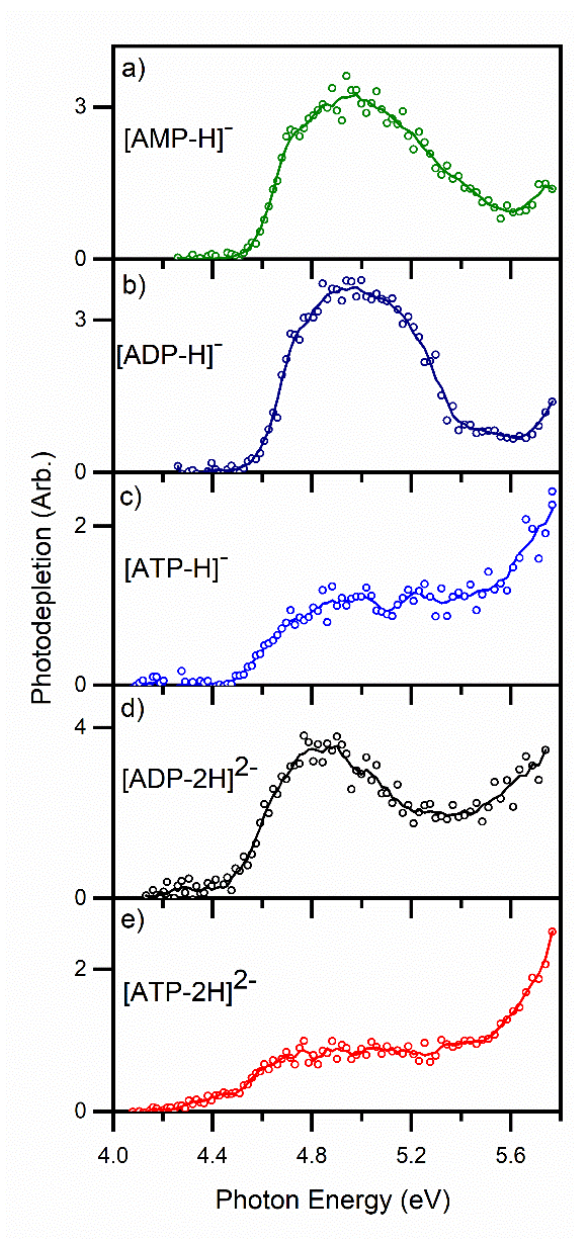 a)
3
[AMP-H]⁻
0
b)
3
[ADP-H]⁻
0
c)
2
[ATP-H]⁻
0
d)
4
[ADP-2H]²⁻
0
e)
2
[ATP-2H]²⁻
0
Photodepletion (Arb.)
4.0 4.4 4.8 5.2 5.6
Photon Energy (eV)